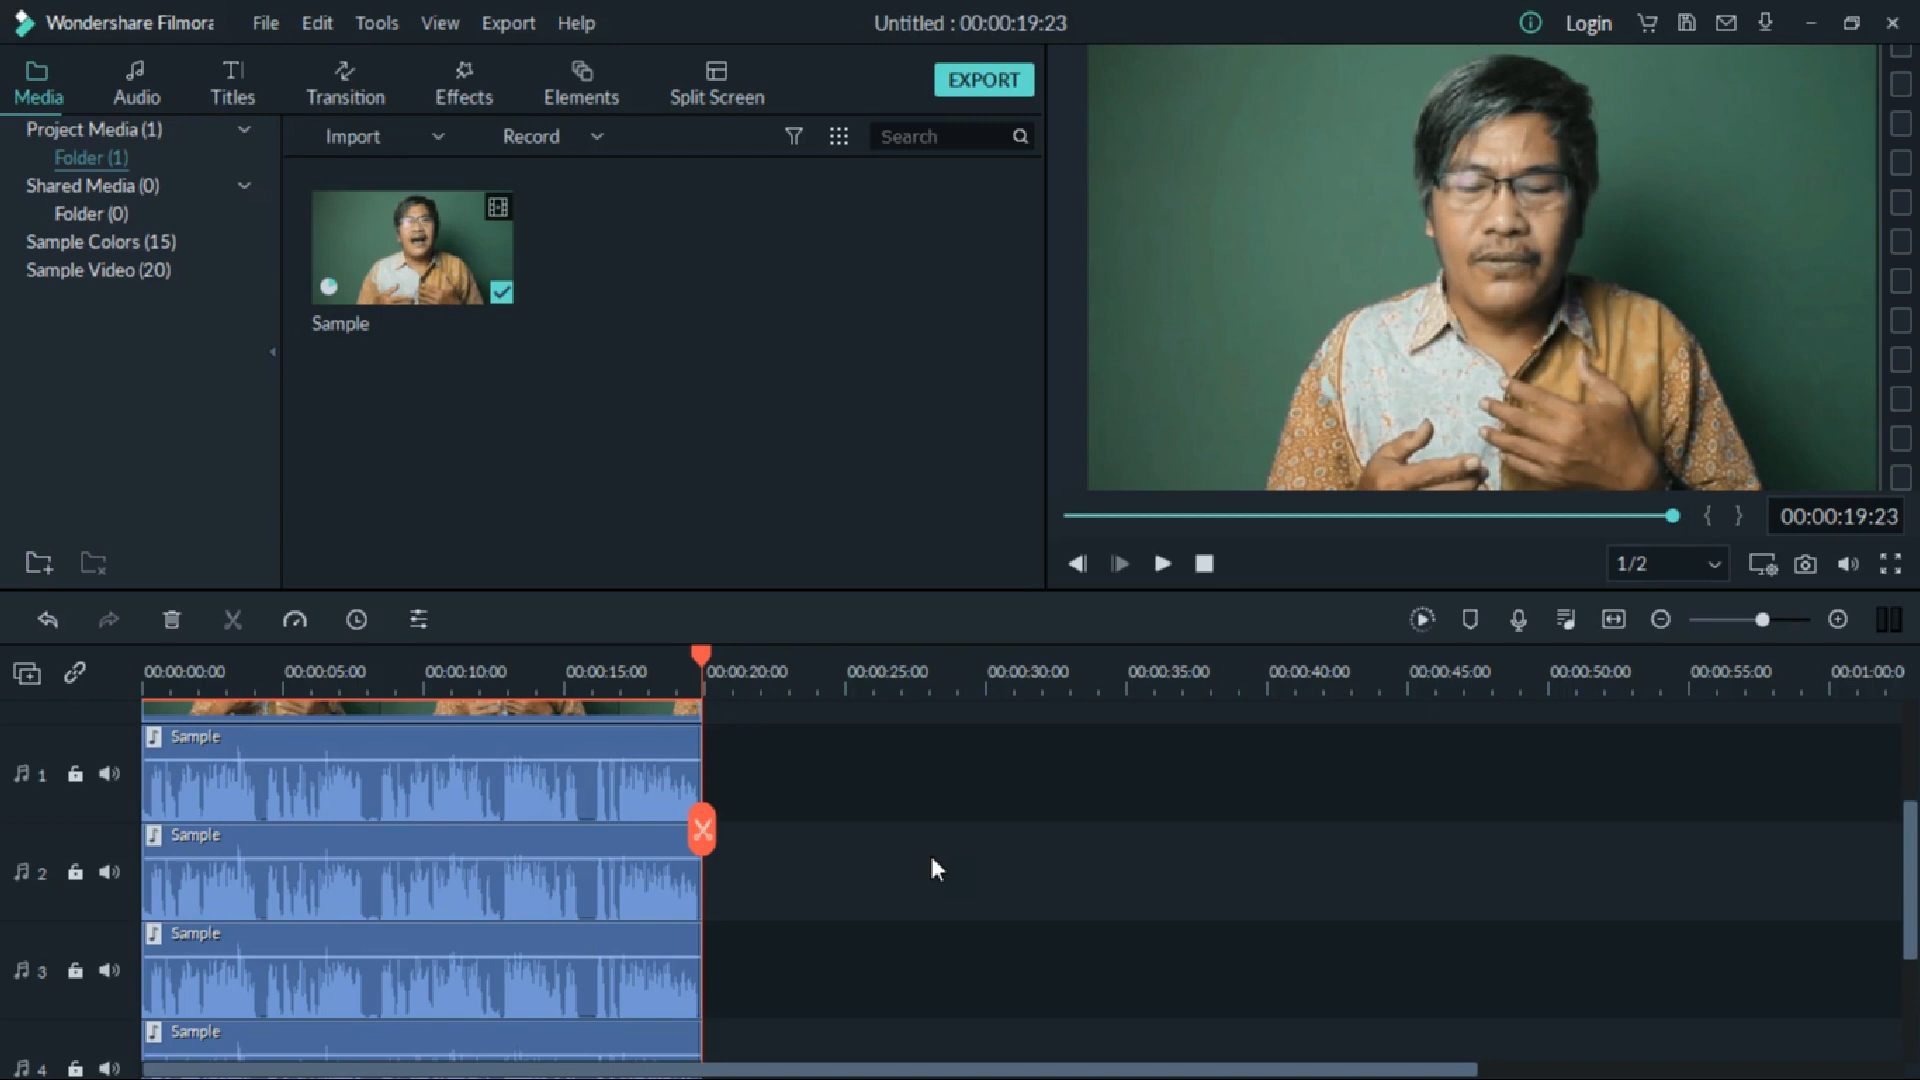 Wondershare Filmora File Edit Tools View Export Help Untitled : 00:00:19:23 Login
Media Audio Titles Transition Effects Elements Split Screen EXPORT
Project Media (1)
Folder (1)
Shared Media (0)
Folder (0)
Sample Colors (15)
Sample Video (20)
Import Record Search
Sample
00:00:19:23
1/2
00:00:00:00 00:00:05:00 00:00:10:00 00:00:15:00 00:00:20:00 00:00:25:00 00:00:30:00 00:00:35:00 00:00:40:00 00:00:45:00 00:00:50:00 00:00:55:00 00:01:00:0
Sample
1
Sample
2
Sample
3
Sample
4